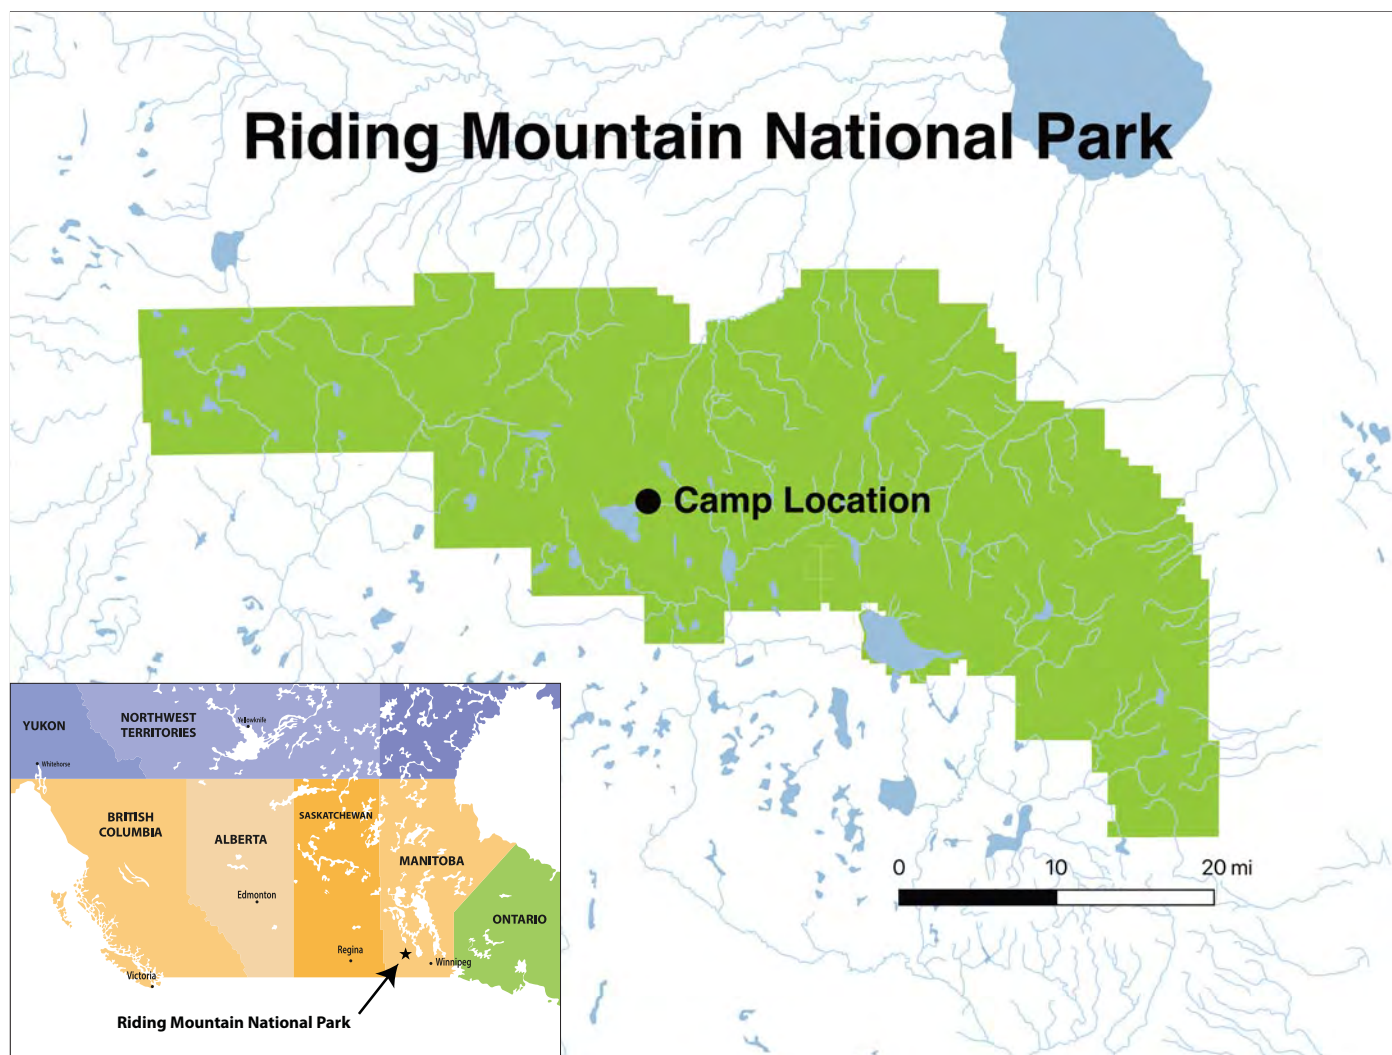 Riding Mountain National Park
Camp Location
0 10 20 mi
YUKON
NORTHWEST
TERRITORIES
Yellowknife
Whitehorse
BRITISH
COLUMBIA
ALBERTA
SASKATCHEWAN
MANITOBA
ONTARIO
Edmonton
Regina
Winnipeg
Victoria
Riding Mountain National Park